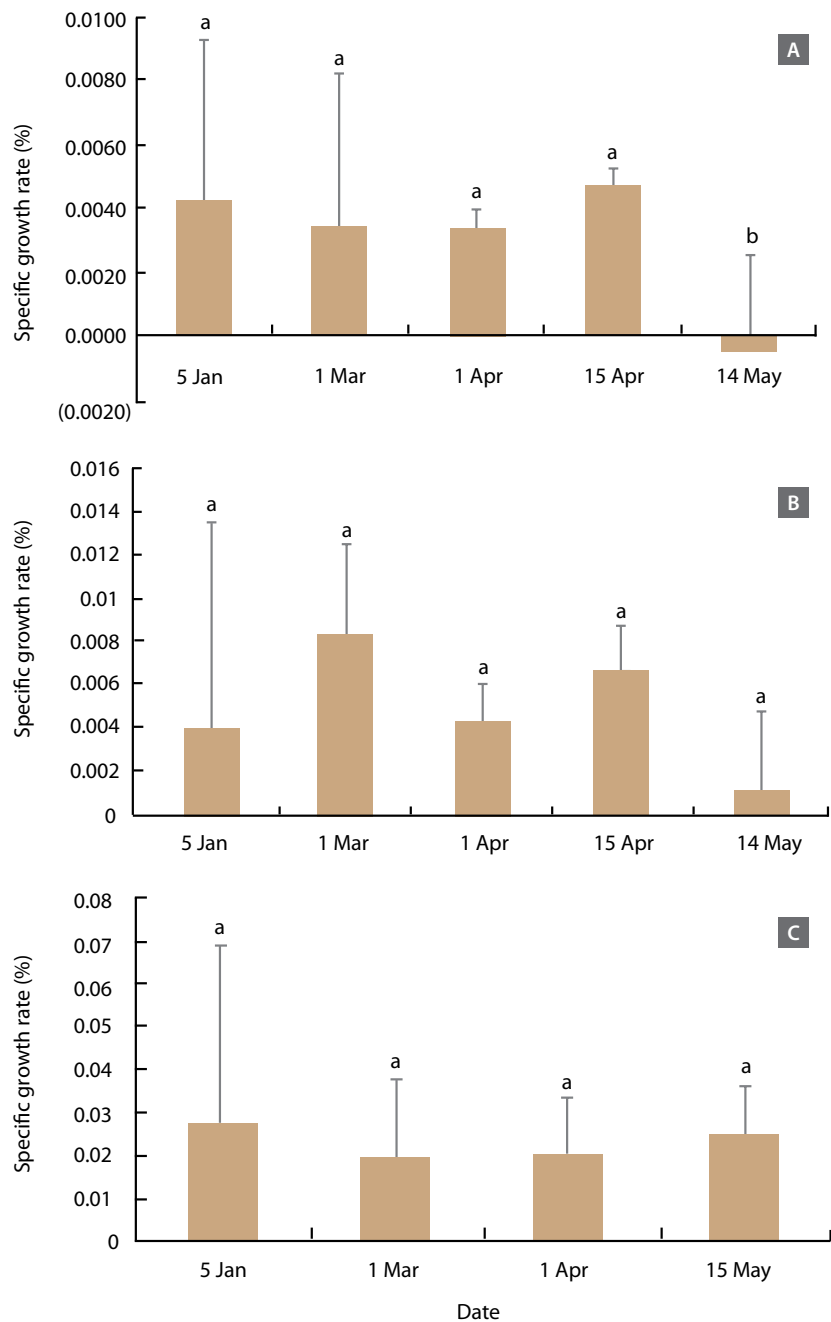 A
Specific growth rate (%)
0.0100
0.0080
0.0060
0.0040
0.0020
0.0000
(0.0020)
a
a
a
a
b
5 Jan
1 Mar
1 Apr
15 Apr
14 May
B
Specific growth rate (%)
0.016
0.014
0.012
0.01
0.008
0.006
0.004
0.002
0
a
a
a
a
a
5 Jan
1 Mar
1 Apr
15 Apr
14 May
C
Specific growth rate (%)
0.08
0.07
0.06
0.05
0.04
0.03
0.02
0.01
0
a
a
a
a
5 Jan
1 Mar
1 Apr
15 May
Date